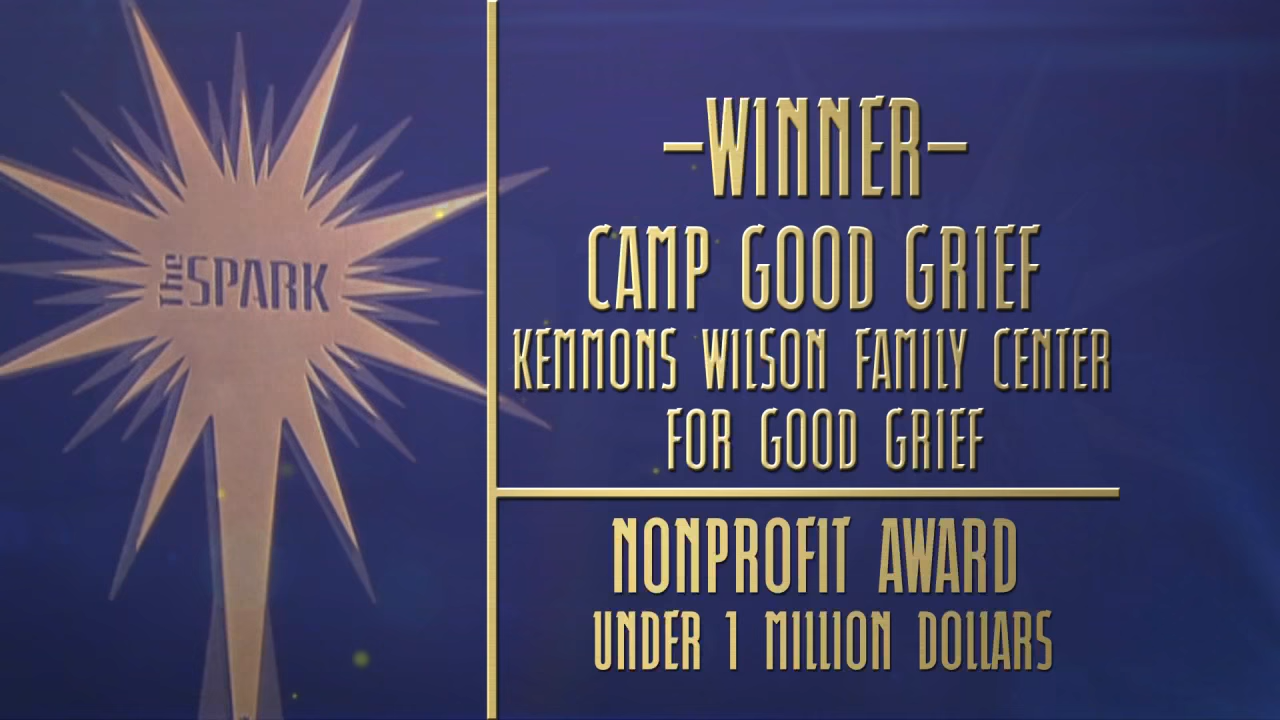 the SPARK
-WINNER-
CAMP GOOD GRIEF
KEMMONS WILSON FAMILY CENTER
FOR GOOD GRIEF
NONPROFIT AWARD
UNDER 1 MILLION DOLLARS